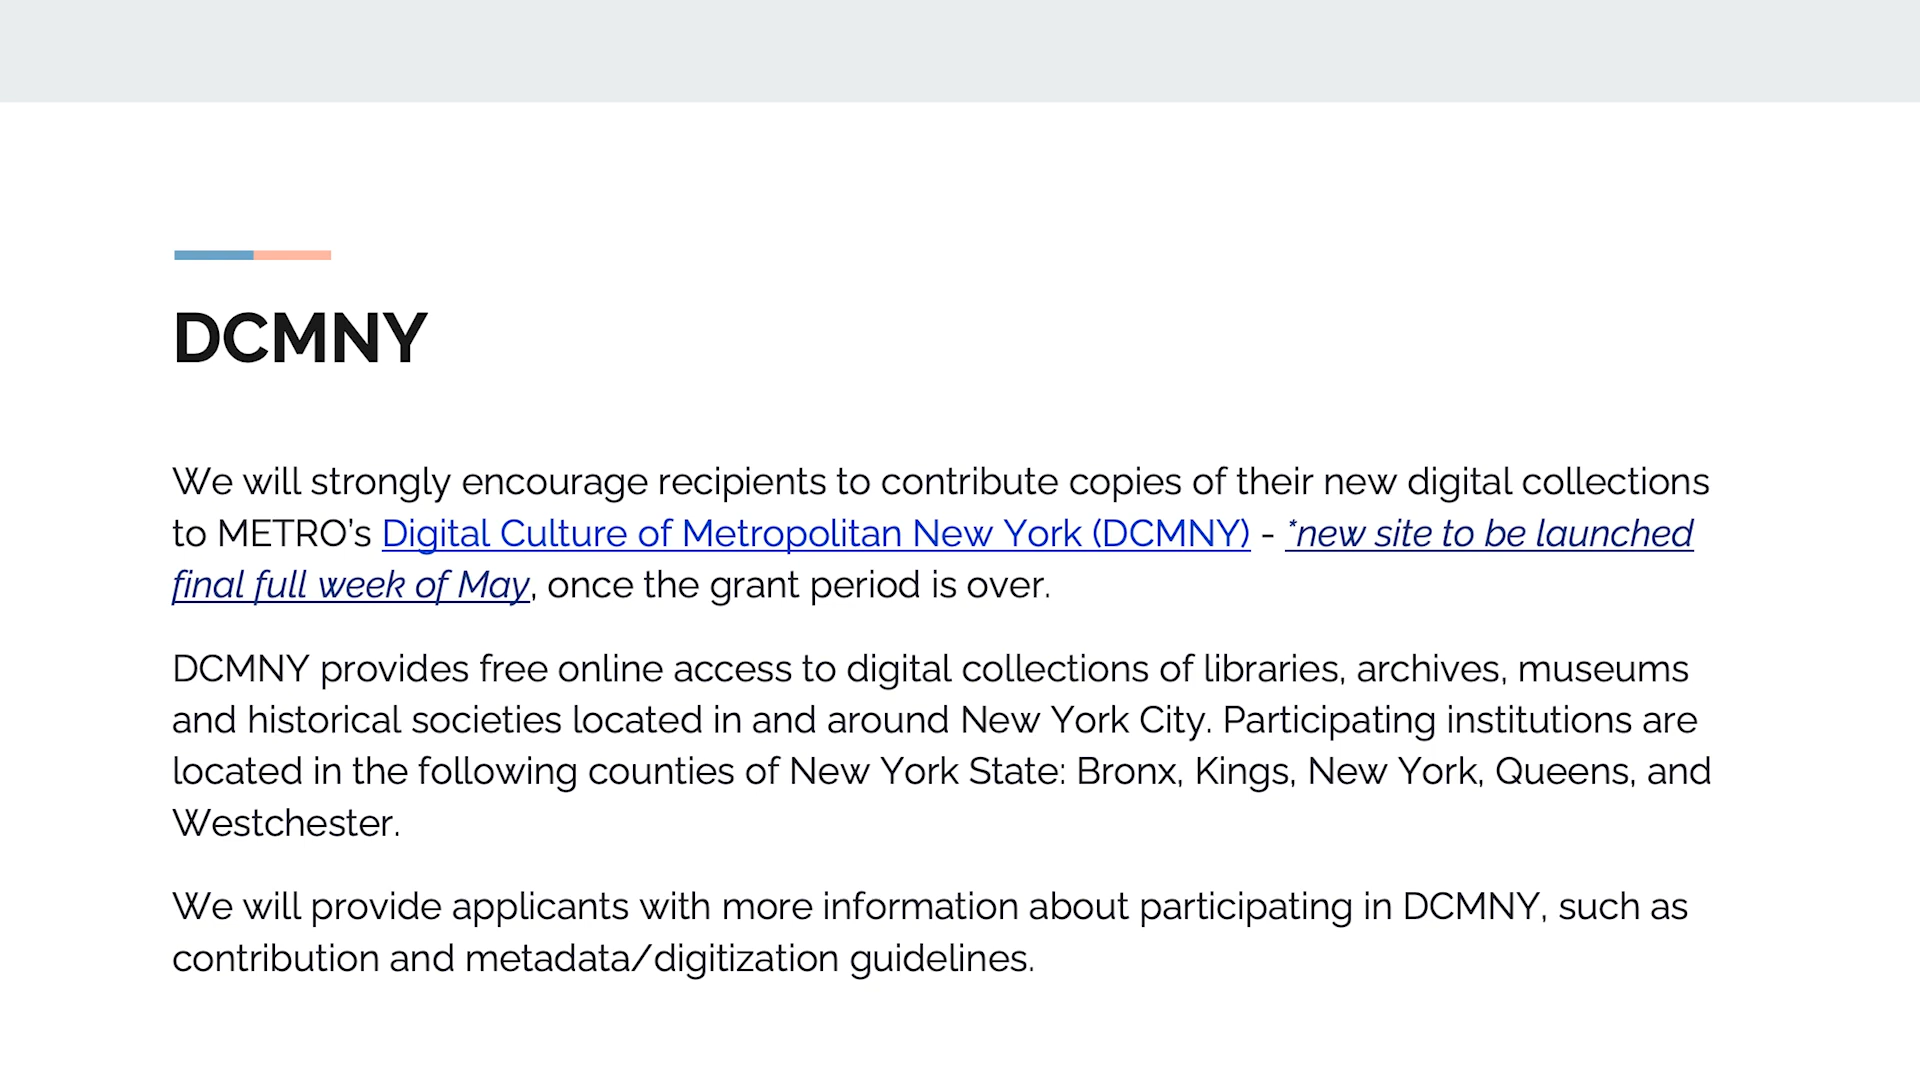 DCMNY
We will strongly encourage recipients to contribute copies of their new digital collections
to METRO’s Digital Culture of Metropolitan New York (DCMNY) - *new site to be launched
final full week of May, once the grant period is over.
DCMNY provides free online access to digital collections of libraries, archives, museums
and historical societies located in and around New York City. Participating institutions are
located in the following counties of New York State: Bronx, Kings, New York, Queens, and
Westchester.
We will provide applicants with more information about participating in DCMNY, such as
contribution and metadata/digitization guidelines.